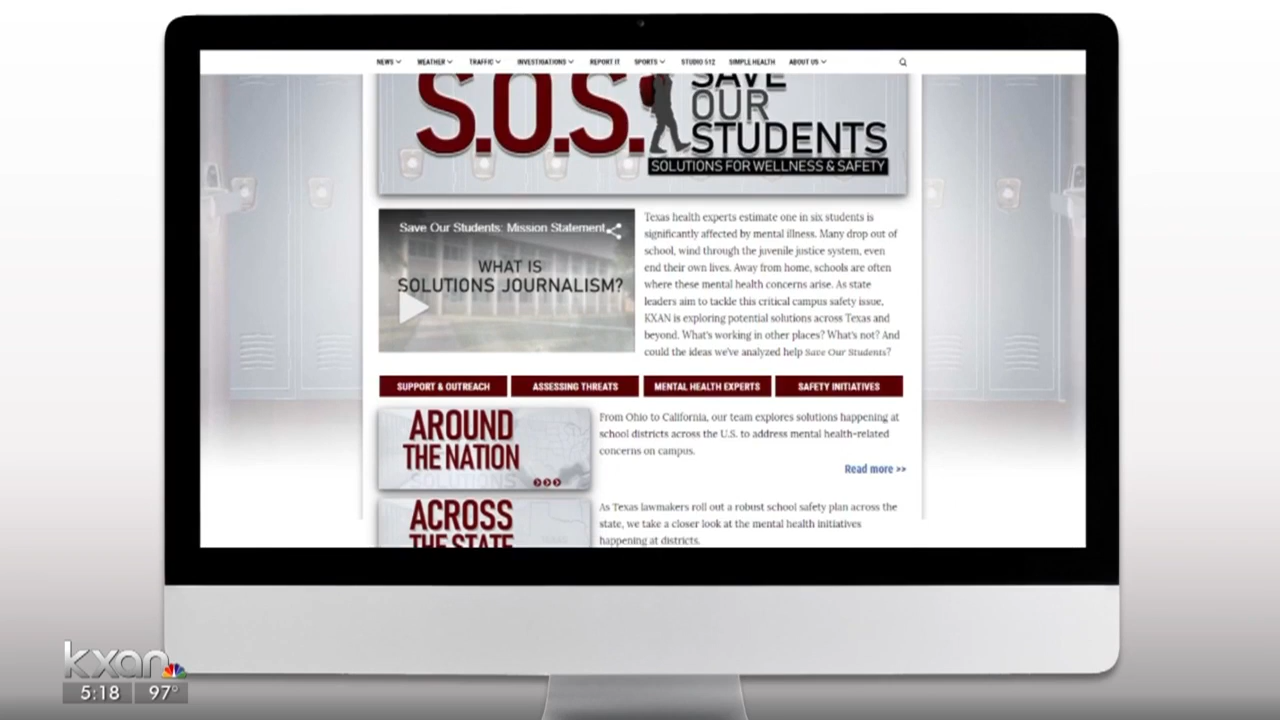 NEWS WEATHER TRAFFIC INVESTIGATIONS REPORT IT SPORTS STUDIO 512 SIMPLE HEALTH ABOUT US
S.O.S.
SAVE
OUR
STUDENTS
SOLUTIONS FOR WELLNESS & SAFETY
Save Our Students: Mission Statement
WHAT IS
SOLUTIONS JOURNALISM?
Texas health experts estimate one in six students is
significantly affected by mental illness. Many drop out of
school, wind through the juvenile justice system, even
end their own lives. Away from home, schools are often
where these mental health concerns arise. As state
leaders aim to tackle this critical campus safety issue,
KXAN is exploring potential solutions across Texas and
beyond. What's working in other places? What's not? And
could the ideas we've analyzed help Save Our Students?
SUPPORT & OUTREACH ASSESSING THREATS MENTAL HEALTH EXPERTS SAFETY INITIATIVES
AROUND
THE NATION
SOLUTIONS
From Ohio to California, our team explores solutions happening at
school districts across the U.S. to address mental health-related
concerns on campus.
Read more >>
ACROSS
THE STATE
As Texas lawmakers roll out a robust school safety plan across the
state, we take a closer look at the mental health initiatives
happening at districts.
kxan
5:18 97°